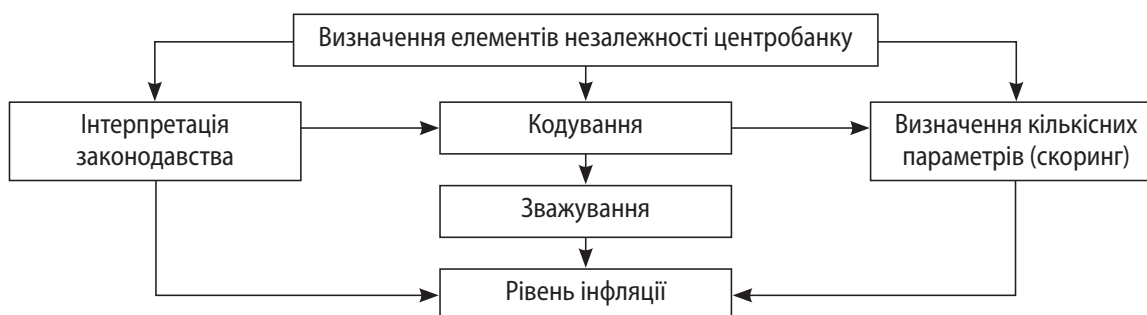 Визначення елементів незалежності центробанку
Інтерпретація
законодавства
Кодування
Визначення кількісних
параметрів (скоринг)
Зважування
Рівень інфляції